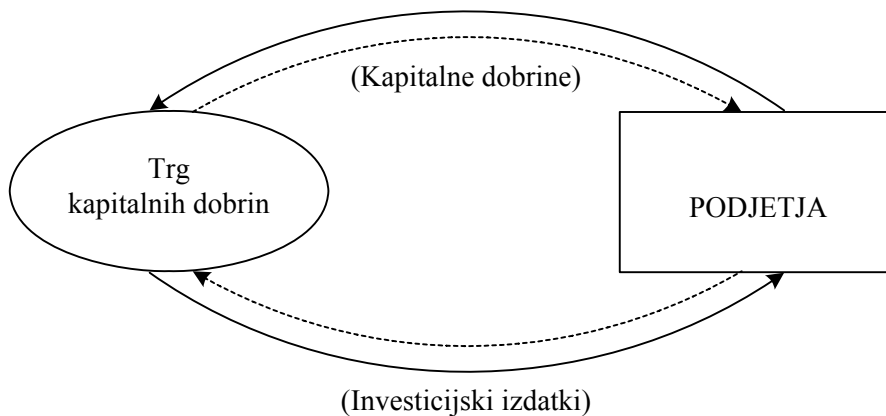 (Kapitalne dobrine)
Trg
kapitalnih dobrin
PODJETJA
(Investicijski izdatki)